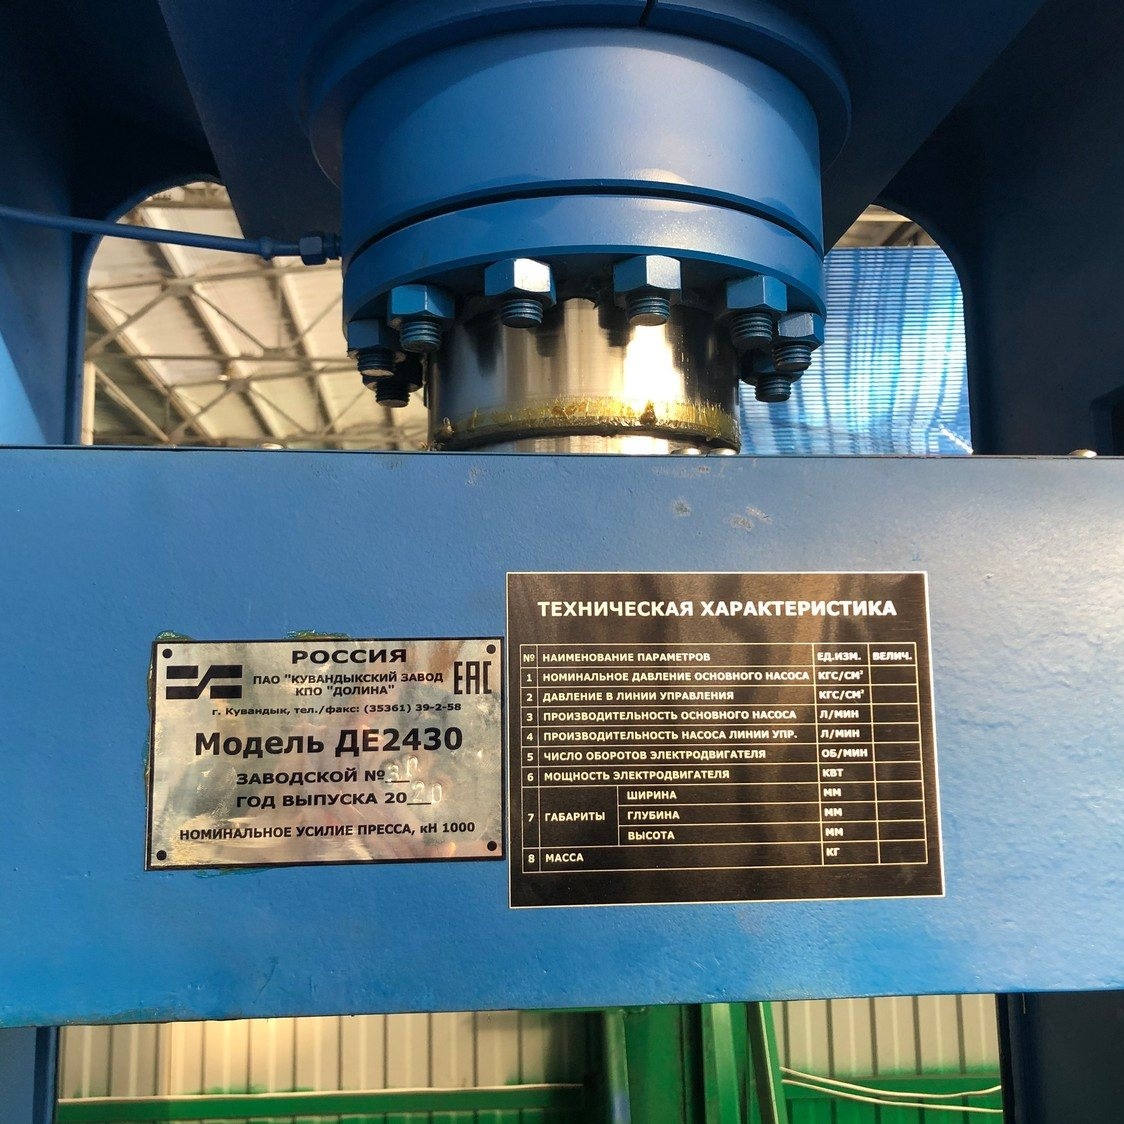 РОССИЯ
ПАО "КУВАНДЫКСКИЙ ЗАВОД
КПО "ДОЛИНА"
ЕАС
г. Кувандык, тел./факс: (35361) 39-2-58
Модель ДЕ2430
ЗАВОДСКОЙ №
ГОД ВЫПУСКА 2020
НОМИНАЛЬНОЕ УСИЛИЕ ПРЕССА, кН 1000
ТЕХНИЧЕСКАЯ ХАРАКТЕРИСТИКА
№ НАИМЕНОВАНИЕ ПАРАМЕТРОВ ЕД.ИЗМ. ВЕЛИЧ.
1 НОМИНАЛЬНОЕ ДАВЛЕНИЕ ОСНОВНОГО НАСОСА КГС/СМ²
2 ДАВЛЕНИЕ В ЛИНИИ УПРАВЛЕНИЯ КГС/СМ²
3 ПРОИЗВОДИТЕЛЬНОСТЬ ОСНОВНОГО НАСОСА Л/МИН
4 ПРОИЗВОДИТЕЛЬНОСТЬ НАСОСА ЛИНИИ УПР. Л/МИН
5 ЧИСЛО ОБОРОТОВ ЭЛЕКТРОДВИГАТЕЛЯ ОБ/МИН
6 МОЩНОСТЬ ЭЛЕКТРОДВИГАТЕЛЯ КВТ
7 ГАБАРИТЫ ШИРИНА ММ
ГЛУБИНА ММ
ВЫСОТА ММ
8 МАССА КГ